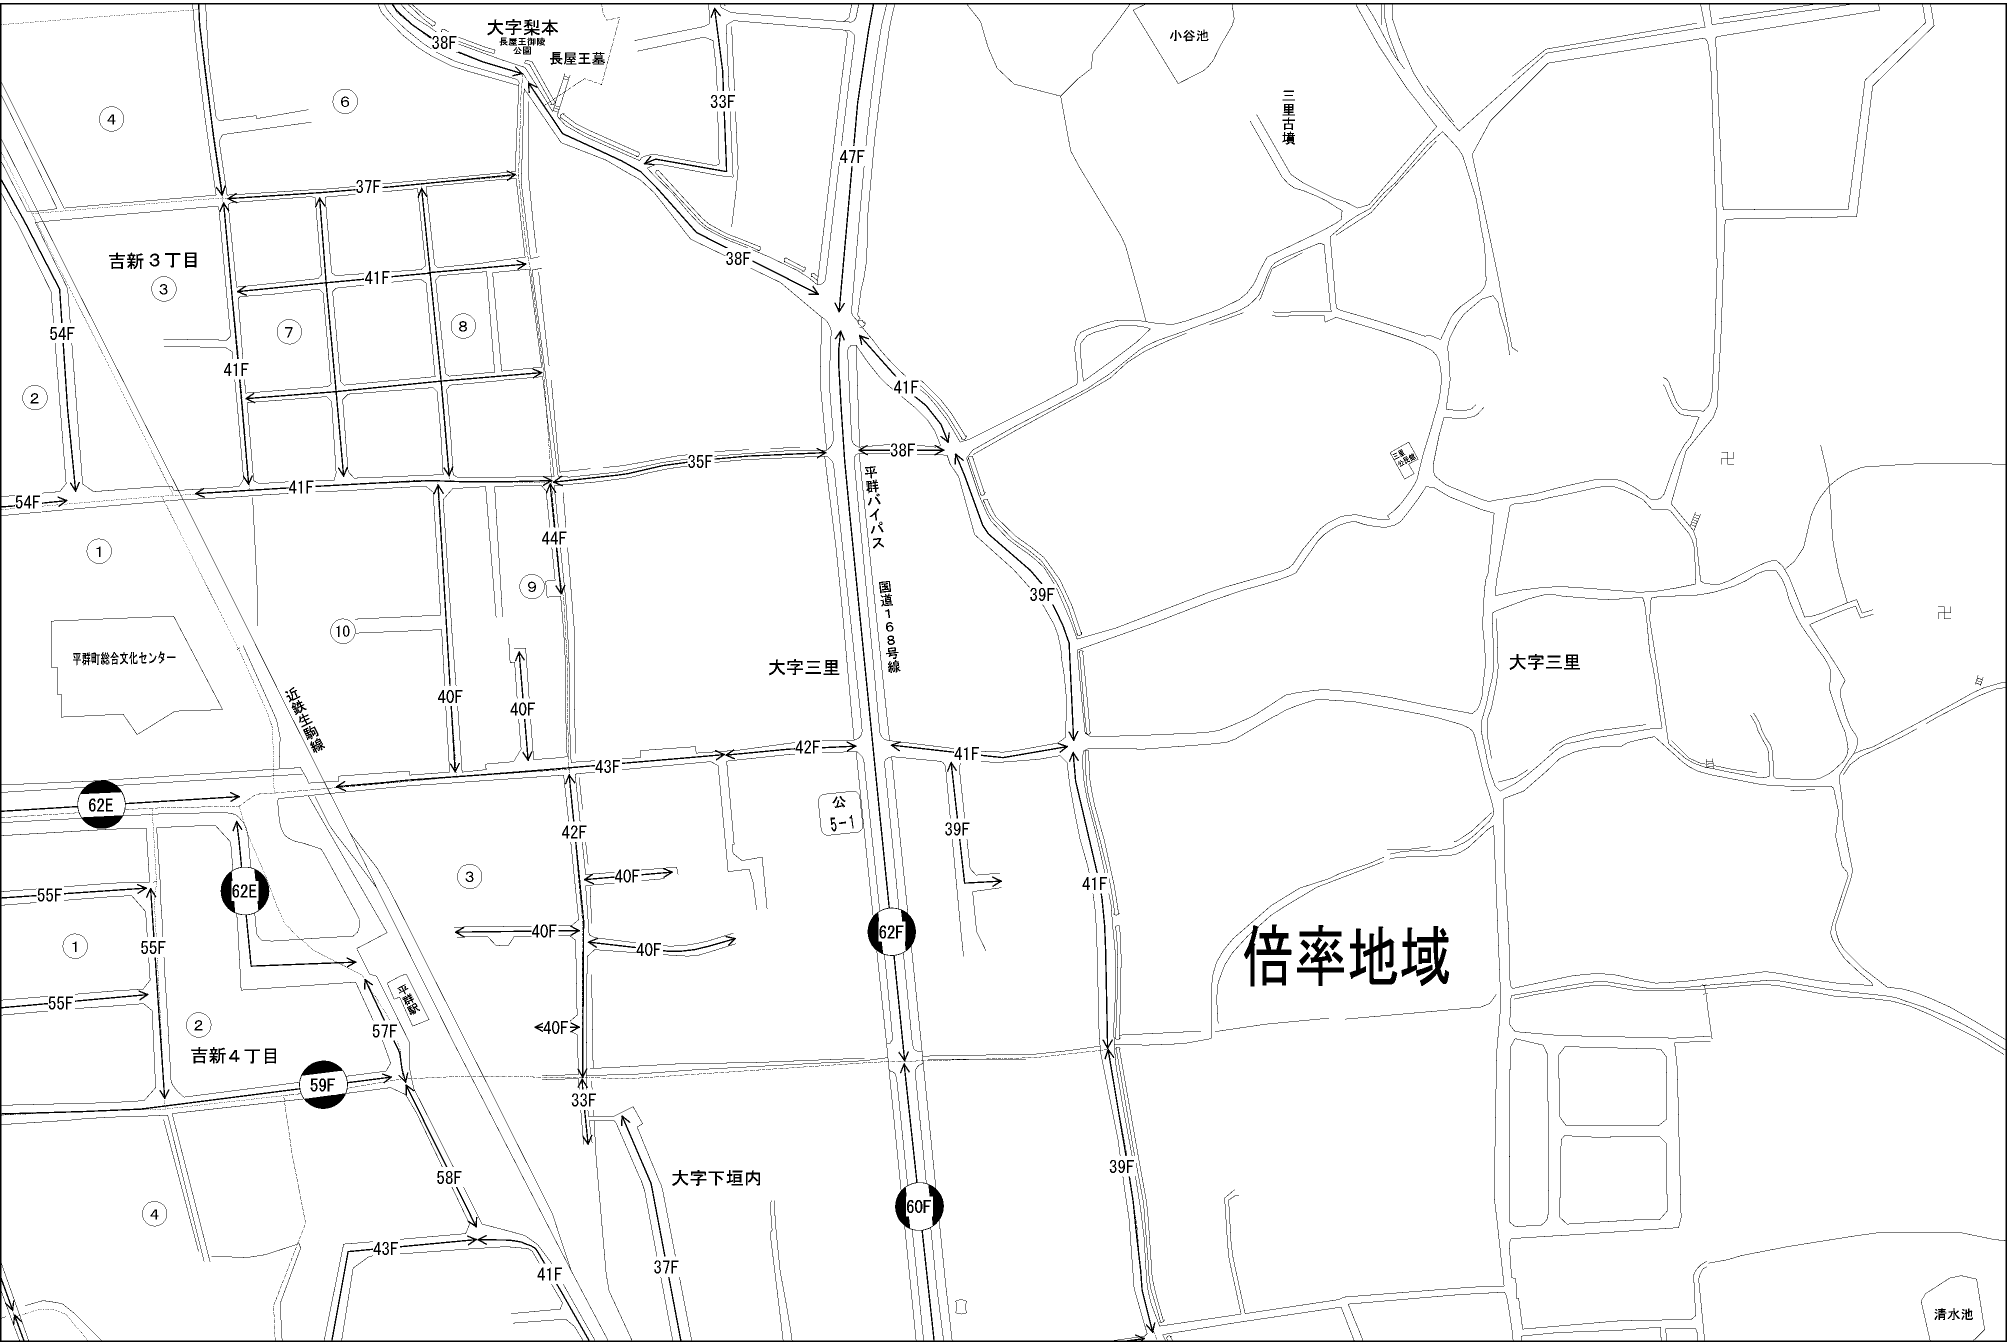 大字梨本
長屋王御陵
公園
長屋王墓
小谷池
38F
33F
47F
三里古墳
4
6
37F
吉新３丁目
3
38F
41F
54F
7
8
41F
2
41F
38F
35F
41F
54F
三里
公民館
卍
平群バイパス
1
44F
9
39F
国道１６８号線
10
卍
平群町総合文化センター
大字三里
大字三里
近鉄生駒線
40F
40F
42F
41F
43F
62E
公
5-1
42F
39F
62E
3
40F
41F
55F
1
55F
40F
40F
62F
倍率地域
55F
平群駅
2
57F
40F
吉新４丁目
59F
33F
58F
大字下垣内
39F
4
60F
43F
41F
37F
清水池